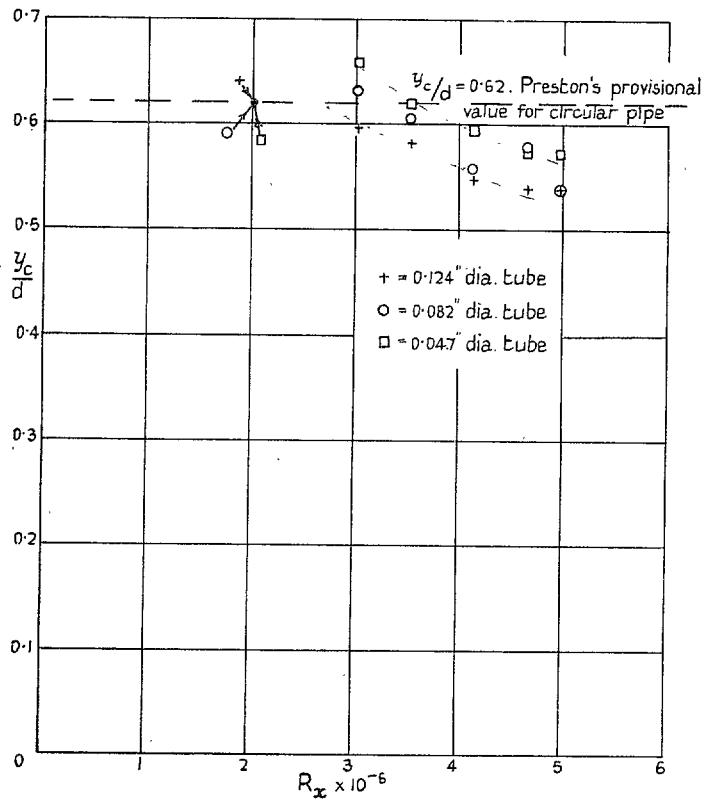 0·7
y_c/d = 0·62. Preston's provisional
value for circular pipe
0·6
0·5
y_c
d
+ = 0·124" dia. tube
○ = 0·082" dia. tube
□ = 0·047" dia. tube
0·4
0·3
0·2
0·1
0
1
2
3
4
5
6
R_x × 10⁻⁶